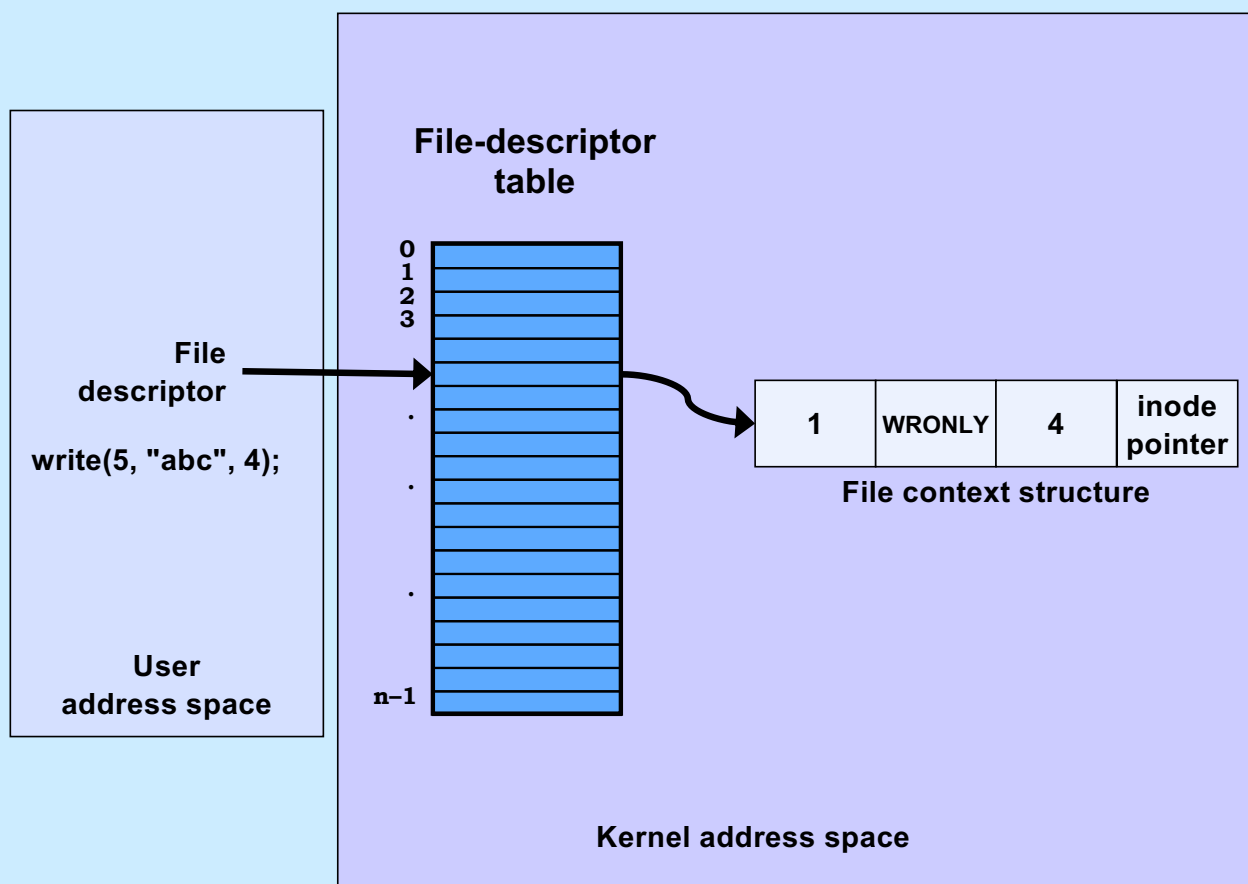 File-descriptor
table
0
1
2
3
.
.
.
n–1
File
descriptor
write(5, "abc", 4);
User
address space
1
WRONLY
4
inode
pointer
File context structure
Kernel address space